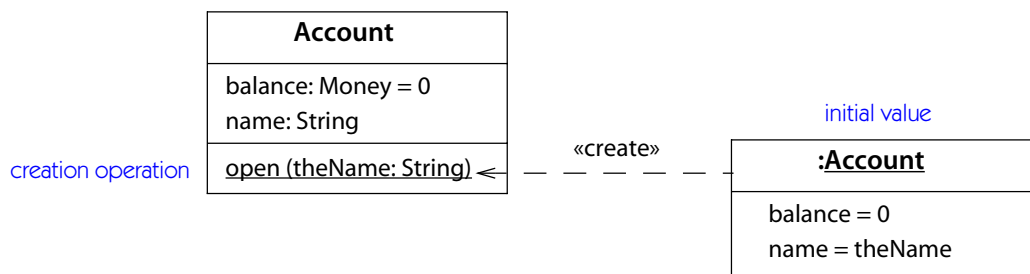 Account
balance: Money = 0
name: String
creation operation
open (theName: String)
«create»
initial value
:Account
balance = 0
name = theName